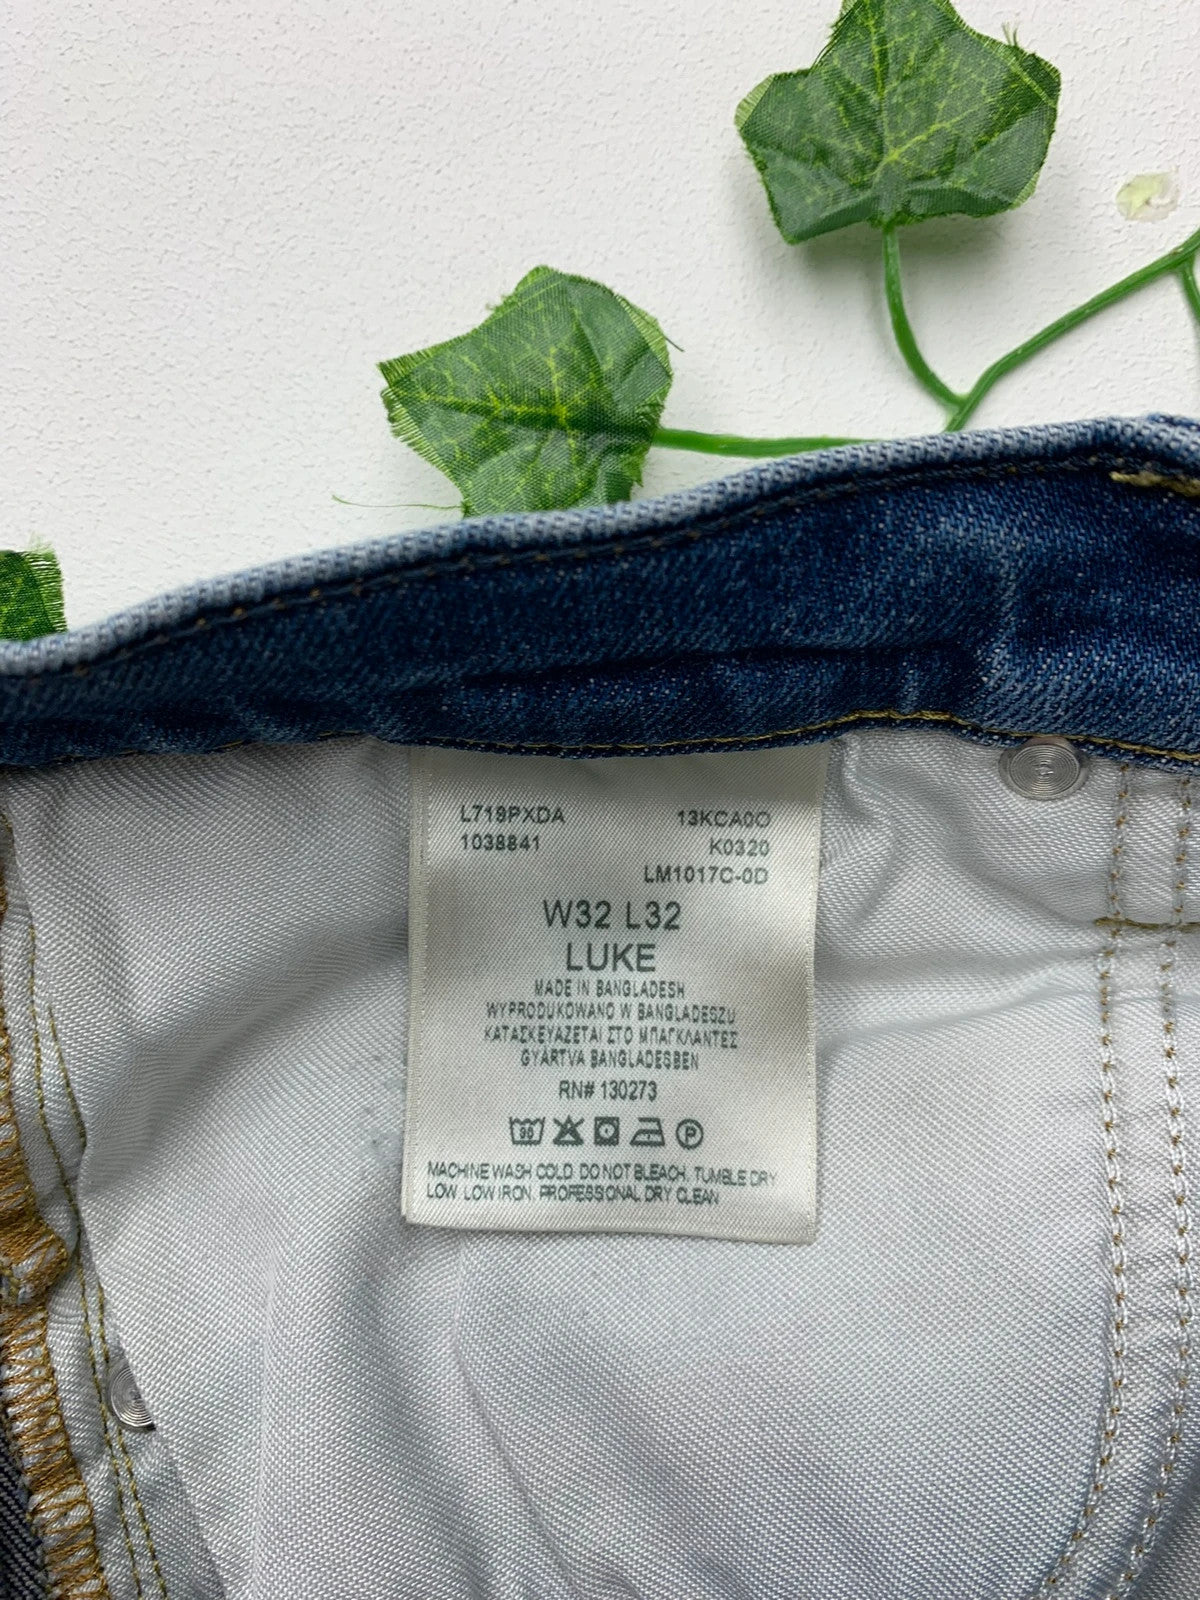 L719PXDA 13KCA0O
1038841 K0320
LM1017C-0D
W32 L32
LUKE
MADE IN BANGLADESH
WYPRODUKOWANO W BANGLADESZU
ΚΑΤΑΣΚΕΥΑΖΕΤΑΙ ΣΤΟ ΜΠΑΓΚΛΑΝΤΕΣ
GYÁRTVA BANGLADESBEN
RN# 130273
P
MACHINE WASH COLD. DO NOT BLEACH. TUMBLE DRY
LOW. LOW IRON. PROFESSIONAL DRY CLEAN